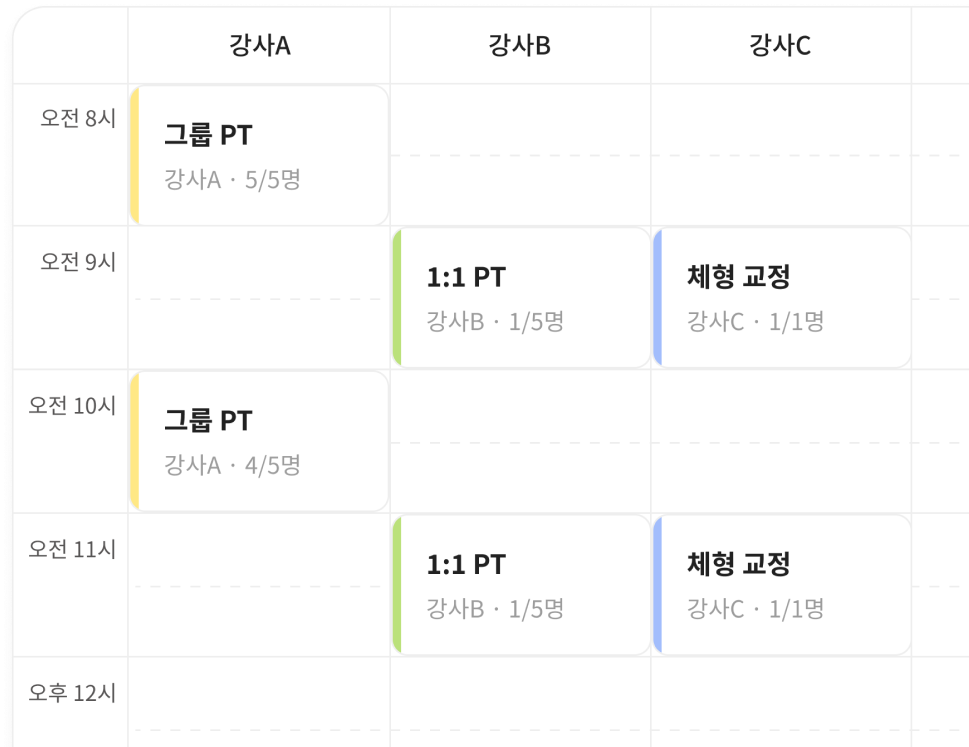 강사A
강사B
강사C
오전 8시
그룹 PT
강사A · 5/5명
오전 9시
1:1 PT
강사B · 1/5명
체형 교정
강사C · 1/1명
오전 10시
그룹 PT
강사A · 4/5명
오전 11시
1:1 PT
강사B · 1/5명
체형 교정
강사C · 1/1명
오후 12시